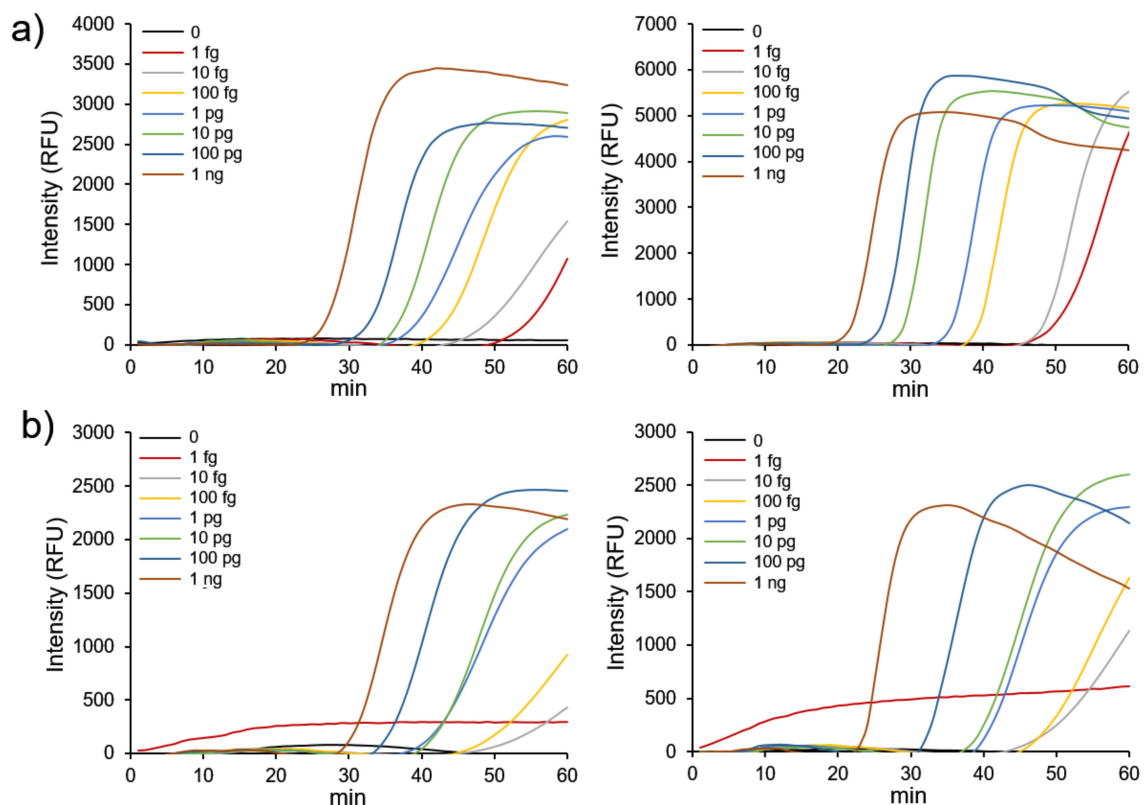 a)
4000
3500
3000
2500
2000
1500
1000
500
0
Intensity (RFU)
0
1 fg
10 fg
100 fg
1 pg
10 pg
100 pg
1 ng
0 10 20 30 40 50 60
min
7000
6000
5000
4000
3000
2000
1000
0
Intensity (RFU)
0
1 fg
10 fg
100 fg
1 pg
10 pg
100 pg
1 ng
0 10 20 30 40 50 60
min
b)
3000
2500
2000
1500
1000
500
0
Intensity (RFU)
0
1 fg
10 fg
100 fg
1 pg
10 pg
100 pg
1 ng
0 10 20 30 40 50 60
min
3000
2500
2000
1500
1000
500
0
Intensity (RFU)
0
1 fg
10 fg
100 fg
1 pg
10 pg
100 pg
1 ng
0 10 20 30 40 50 60
min